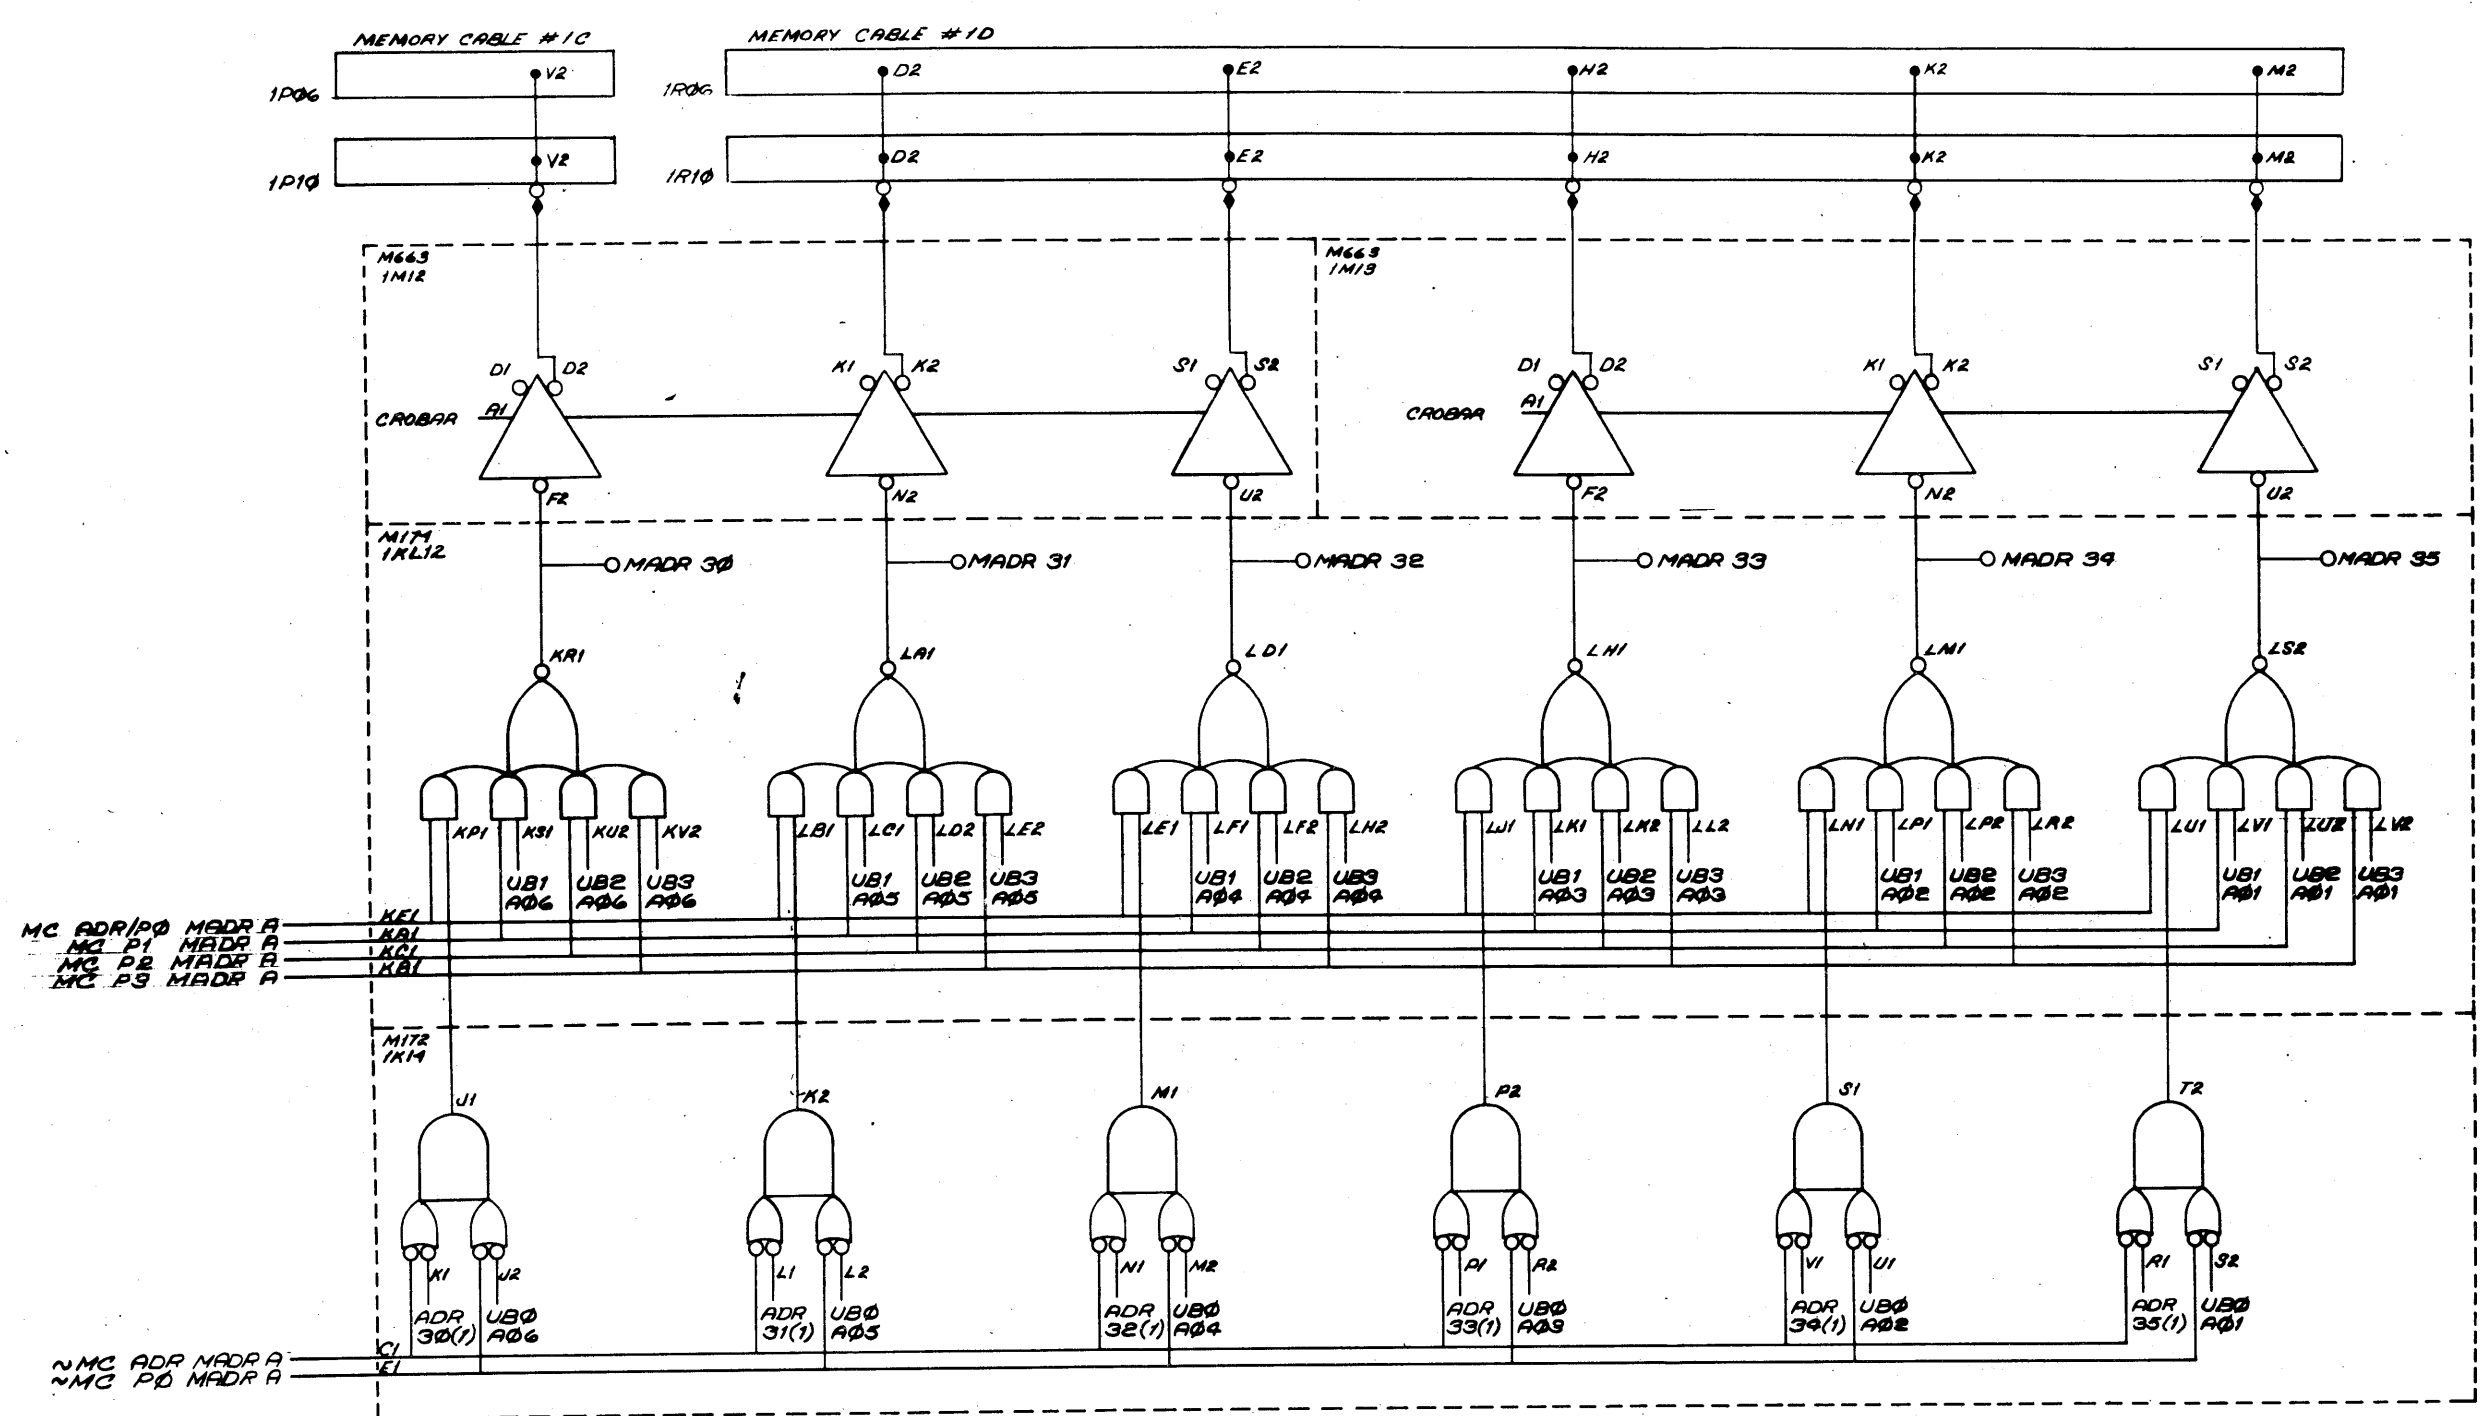 MEMORY CABLE #1C
MEMORY CABLE #1D
V2 D2 E2 H2 K2 M2
1PØ6 1RØ6
V2 D2 E2 H2 K2 M2
1P1Ø 1R1Ø
M663
1M12
M663
1M13
D1 D2 K1 K2 S1 S2 D1 D2 K1 K2 S1 S2
CROBAR A1 CROBAR A1
F2 N2 U2 F2 N2 U2
M174
1KL12
MADR 3Ø MADR 31 MADR 32 MADR 33 MADR 34 MADR 35
KR1 LA1 LD1 LH1 LM1 LS2
KP1 KS1 KU2 KV2 LB1 LC1 LD2 LE2 LE1 LF1 LF2 LH2 LJ1 LK1 LK2 LL2 LN1 LP1 LP2 LR2 LU1 LV1 LU2 LV2
UB1 UB2 UB3 UB1 UB2 UB3 UB1 UB2 UB3 UB1 UB2 UB3 UB1 UB2 UB3 UB1 UB2 UB3
AØ6 AØ6 AØ6 AØ5 AØ5 AØ5 AØ4 AØ4 AØ4 AØ3 AØ3 AØ3 AØ2 AØ2 AØ2 AØ1 AØ1 AØ1
MC ADR/PØ MADR A KE1
MC P1 MADR A
MC P2 MADR A KC1
MC P3 MADR A KB1
M172
1K14
J1 K2 M1 P2 S1 T2
K1 J2 L1 L2 N1 M2 P1 R2 V1 U1 R1 S2
ADR UBØ ADR UBØ ADR UBØ ADR UBØ ADR UBØ ADR UBØ
3Ø(1) AØ6 31(1) AØ5 32(1) AØ4 33(1) AØ3 34(1) AØ2 35(1) AØ1
~MC ADR MADR A C1
~MC PØ MADR A E1